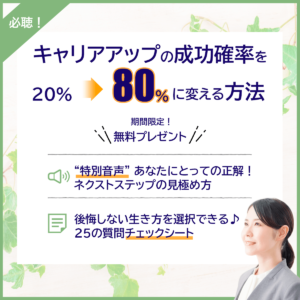 必聴！
キャリアアップの成功確率を
20% 80%に変える方法
期間限定！
無料プレゼント
“特別音声” あなたにとっての正解！
ネクストステップの見極め方
後悔しない生き方を選択できる♪
25の質問チェックシート